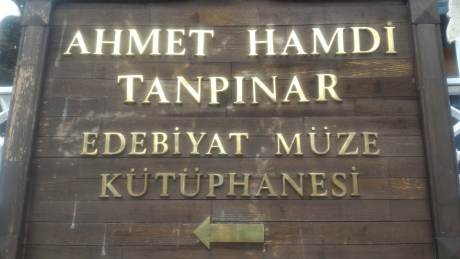 AHMET HAMDİ
TANPINAR
EDEBİYAT MÜZE
KÜTÜPHANESİ